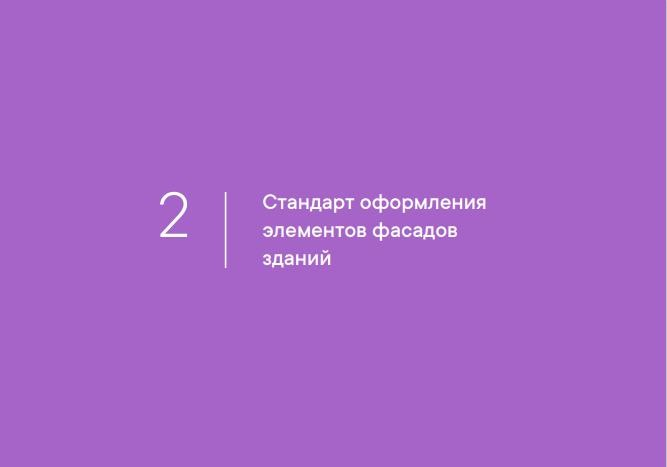 2
Стандарт оформления
элементов фасадов
зданий